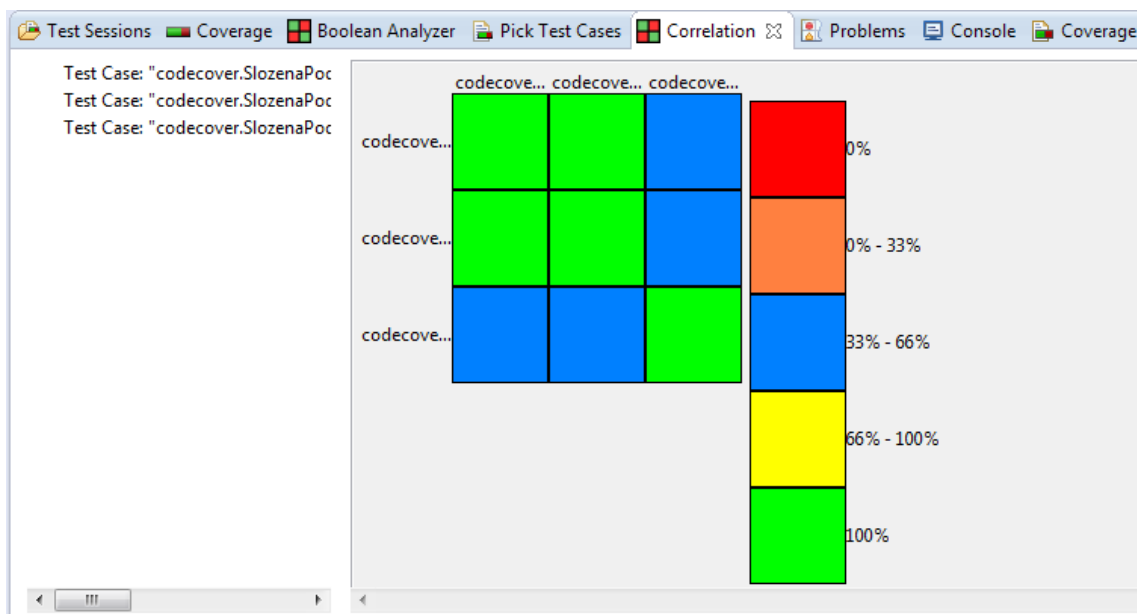 Test Sessions Coverage Boolean Analyzer Pick Test Cases Correlation Problems Console Coverage
Test Case: "codecover.SlozenaPoc
Test Case: "codecover.SlozenaPoc
Test Case: "codecover.SlozenaPoc
codecove... codecove... codecove...
codecove...
codecove...
codecove...
0%
0% - 33%
33% - 66%
66% - 100%
100%